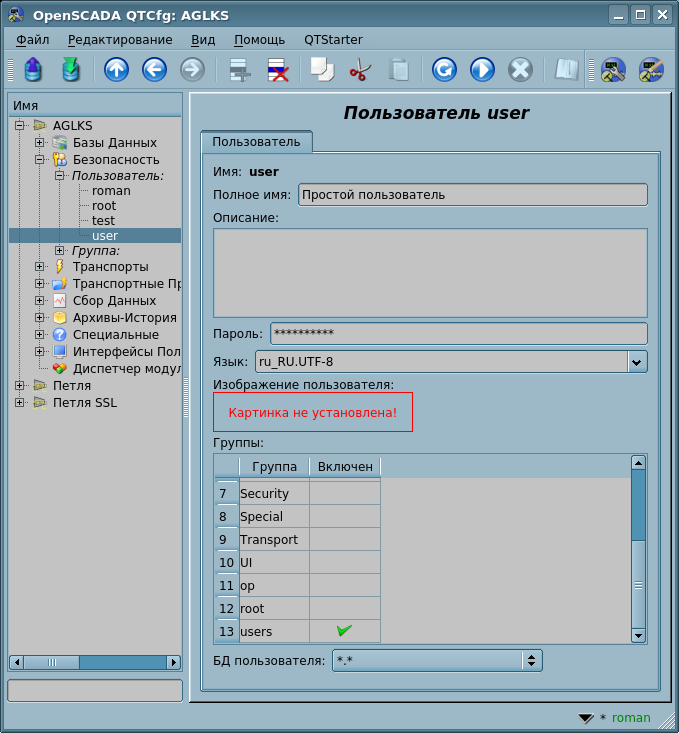 OpenSCADA QTCfg: AGLKS
Файл Редактирование Вид Помощь QTStarter
Имя
AGLKS
Базы Данных
Безопасность
Пользователь:
roman
root
test
user
Группа:
Транспорты
Транспортные Пр
Сбор Данных
Архивы-История
Специальные
Интерфейсы Пол
Диспетчер модул
Петля
Петля SSL
Пользователь user
Пользователь
Имя: user
Полное имя: Простой пользователь
Описание:
Пароль: **********
Язык: ru_RU.UTF-8
Изображение пользователя:
Картинка не установлена!
Группы:
Группа Включен
7 Security
8 Special
9 Transport
10 UI
11 op
12 root
13 users
БД пользователя: *.*
* roman